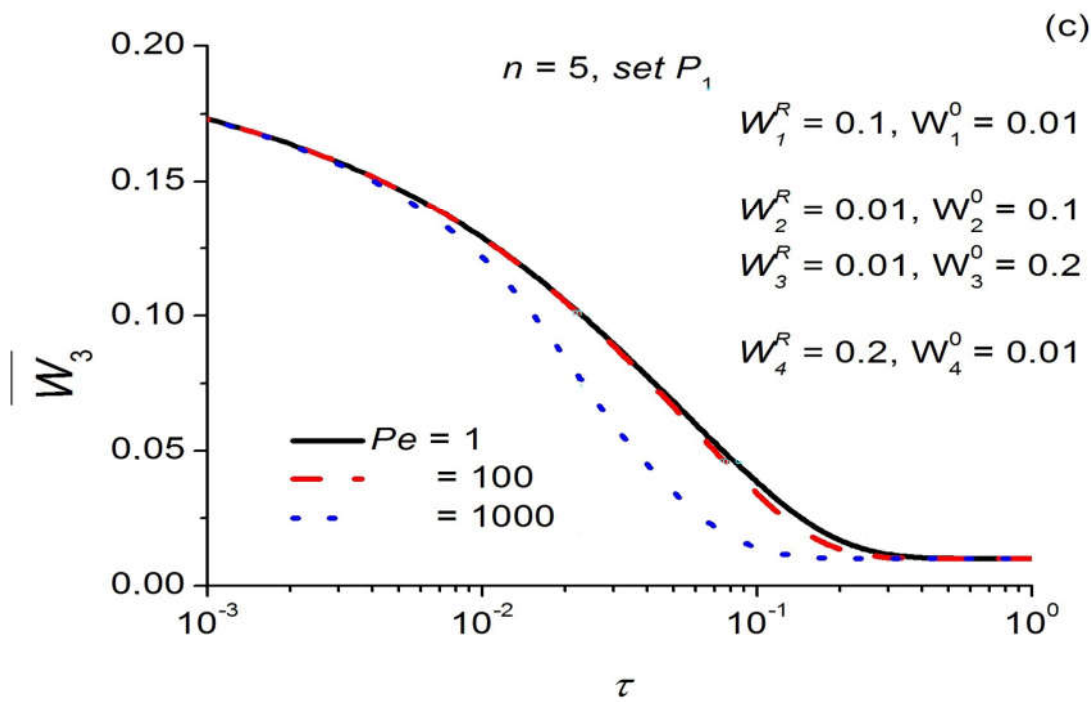 (c)
n = 5, set P₁
W₁ᴿ = 0.1, W₁⁰ = 0.01
W₂ᴿ = 0.01, W₂⁰ = 0.1
W₃ᴿ = 0.01, W₃⁰ = 0.2
W₄ᴿ = 0.2, W₄⁰ = 0.01
0.20
0.15
0.10
0.05
0.00
W̅₃
Pe = 1
= 100
= 1000
10⁻³ 10⁻² 10⁻¹ 10⁰
τ